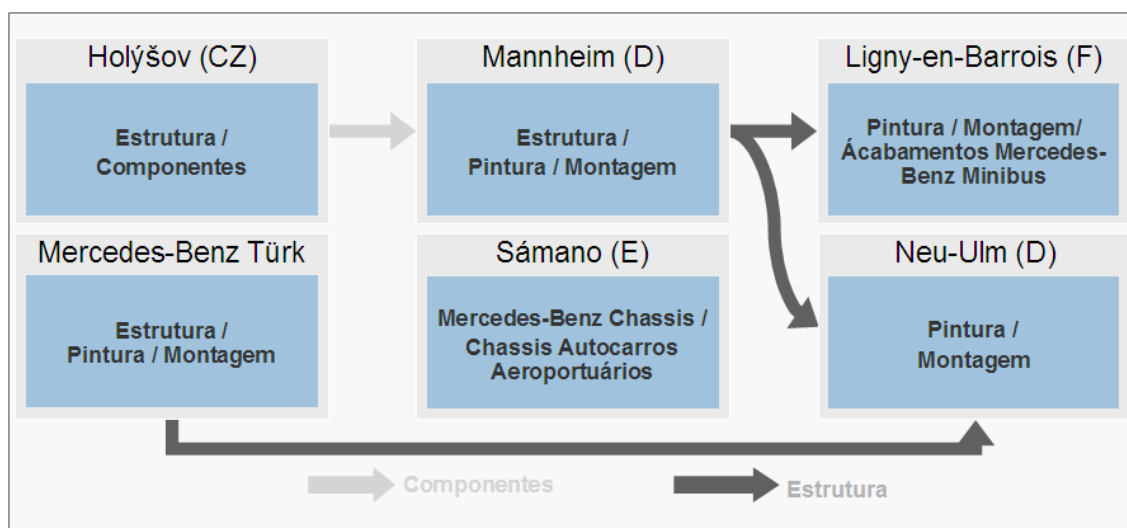 Holýšov (CZ)
Estrutura /
Componentes
Mannheim (D)
Estrutura /
Pintura / Montagem
Ligny-en-Barrois (F)
Pintura / Montagem/
Ácabamentos Mercedes-
Benz Minibus
Mercedes-Benz Türk
Estrutura /
Pintura / Montagem
Sámano (E)
Mercedes-Benz Chassis /
Chassis Autocarros
Aeroportuários
Neu-Ulm (D)
Pintura /
Montagem
Componentes
Estrutura